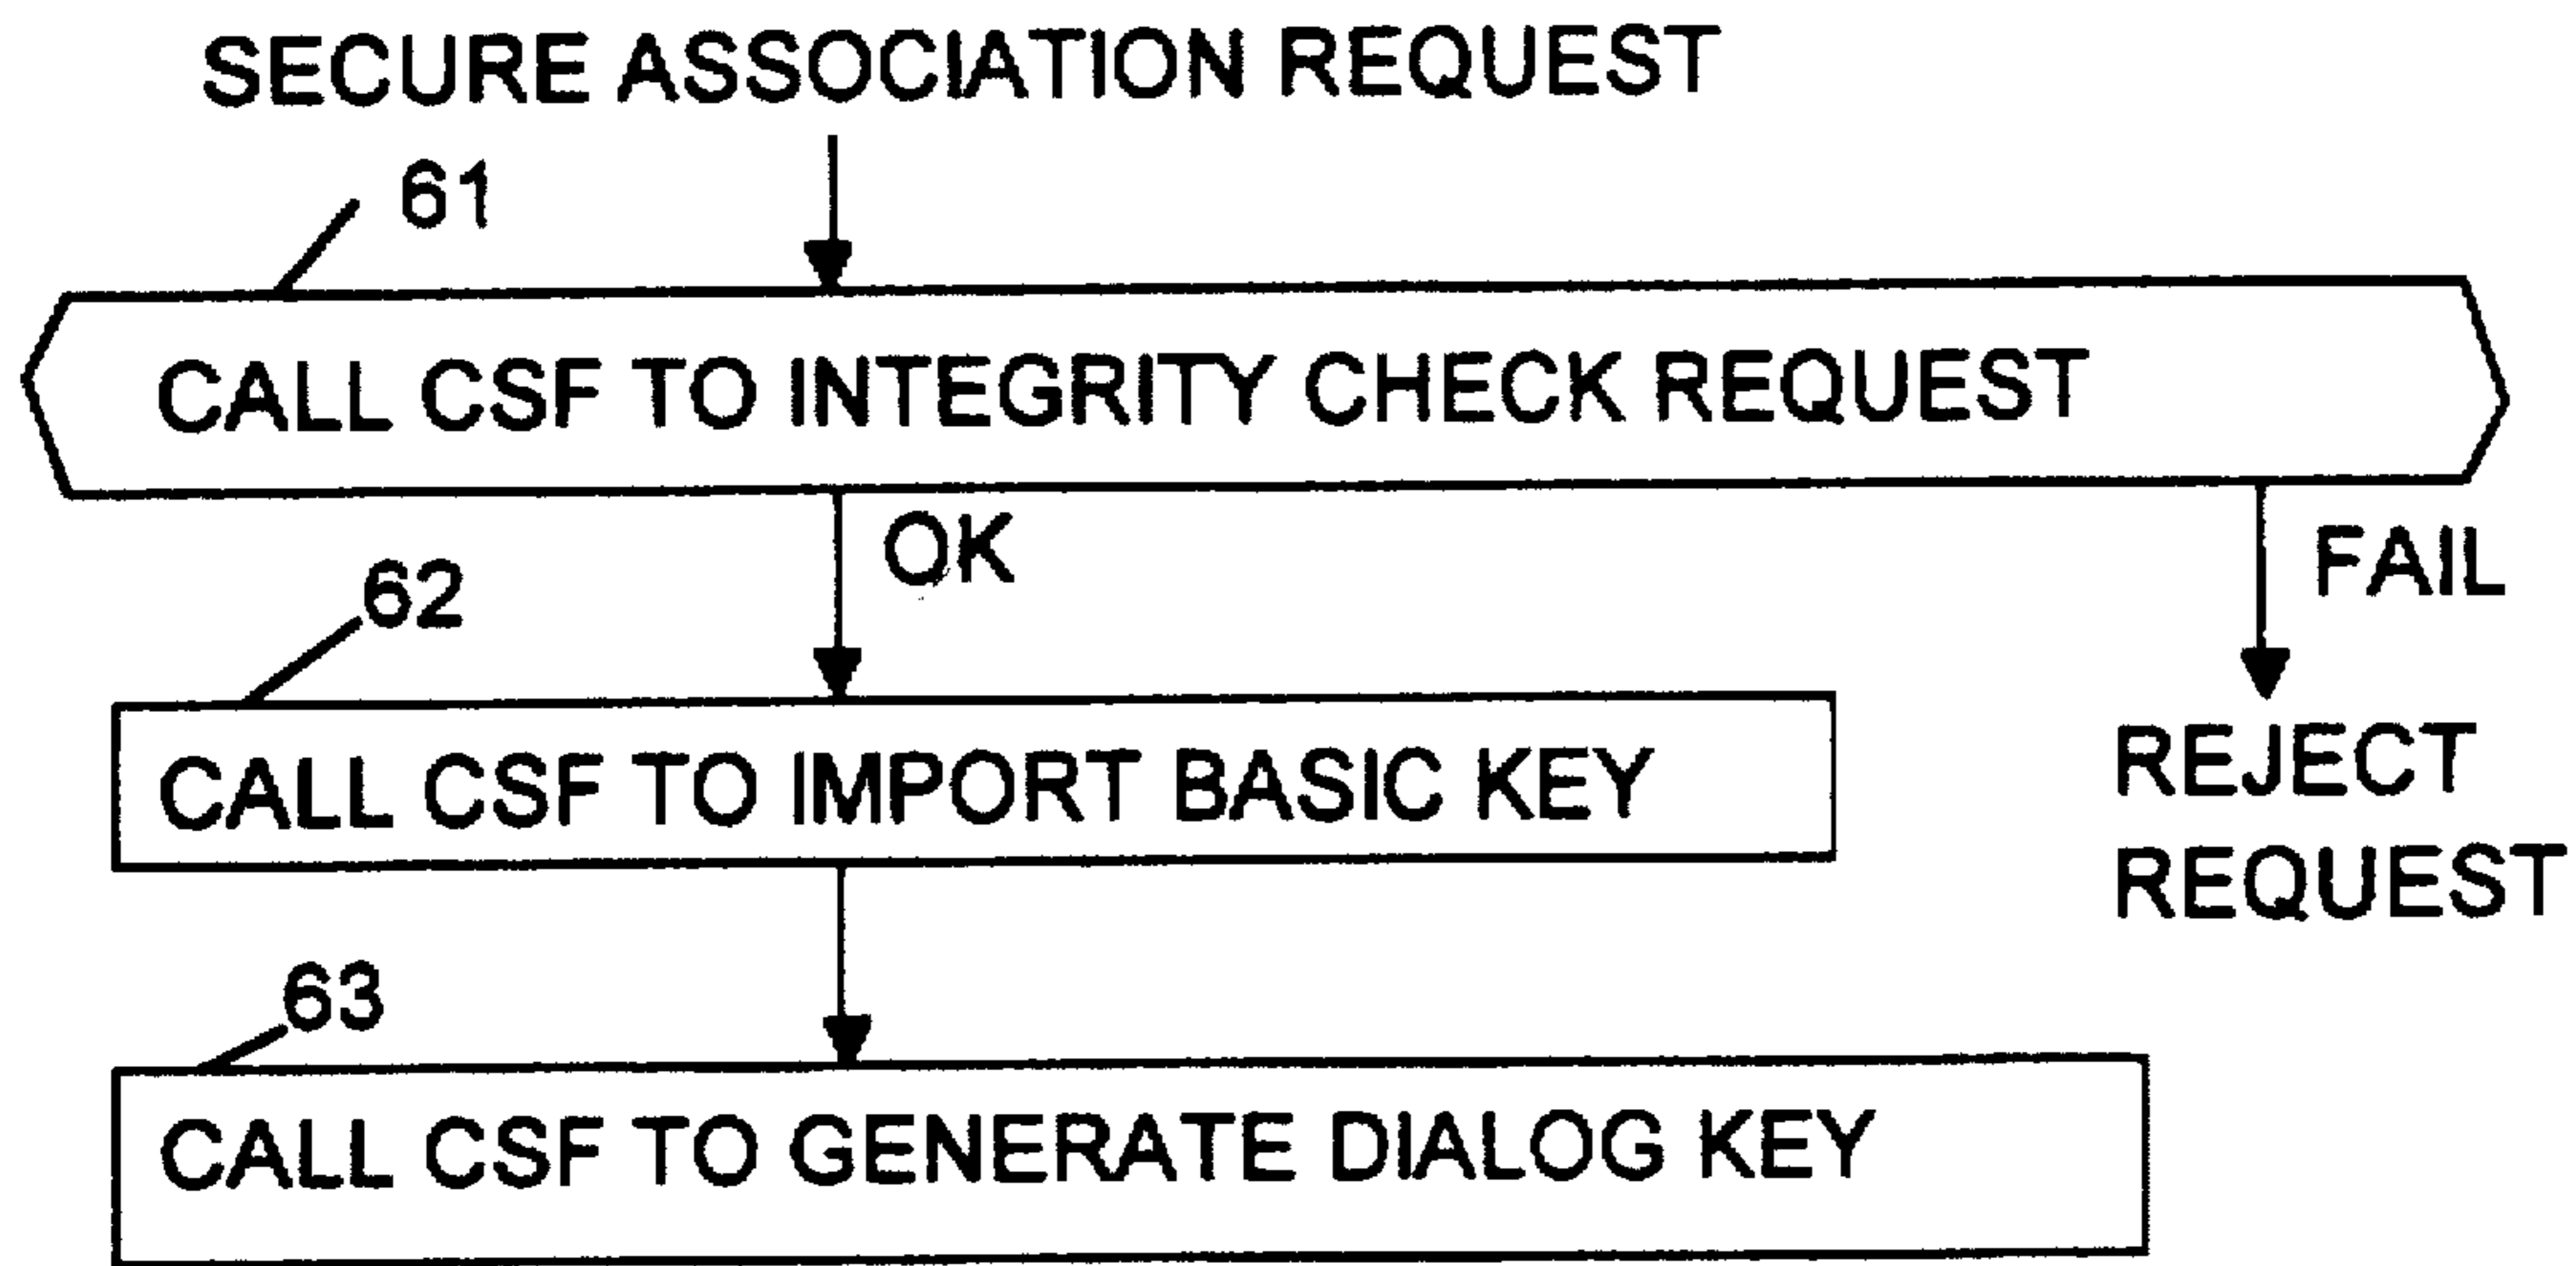 SECURE ASSOCIATION REQUEST
61
CALL CSF TO INTEGRITY CHECK REQUEST
OK
FAIL
62
CALL CSF TO IMPORT BASIC KEY
REJECT
REQUEST
63
CALL CSF TO GENERATE DIALOG KEY